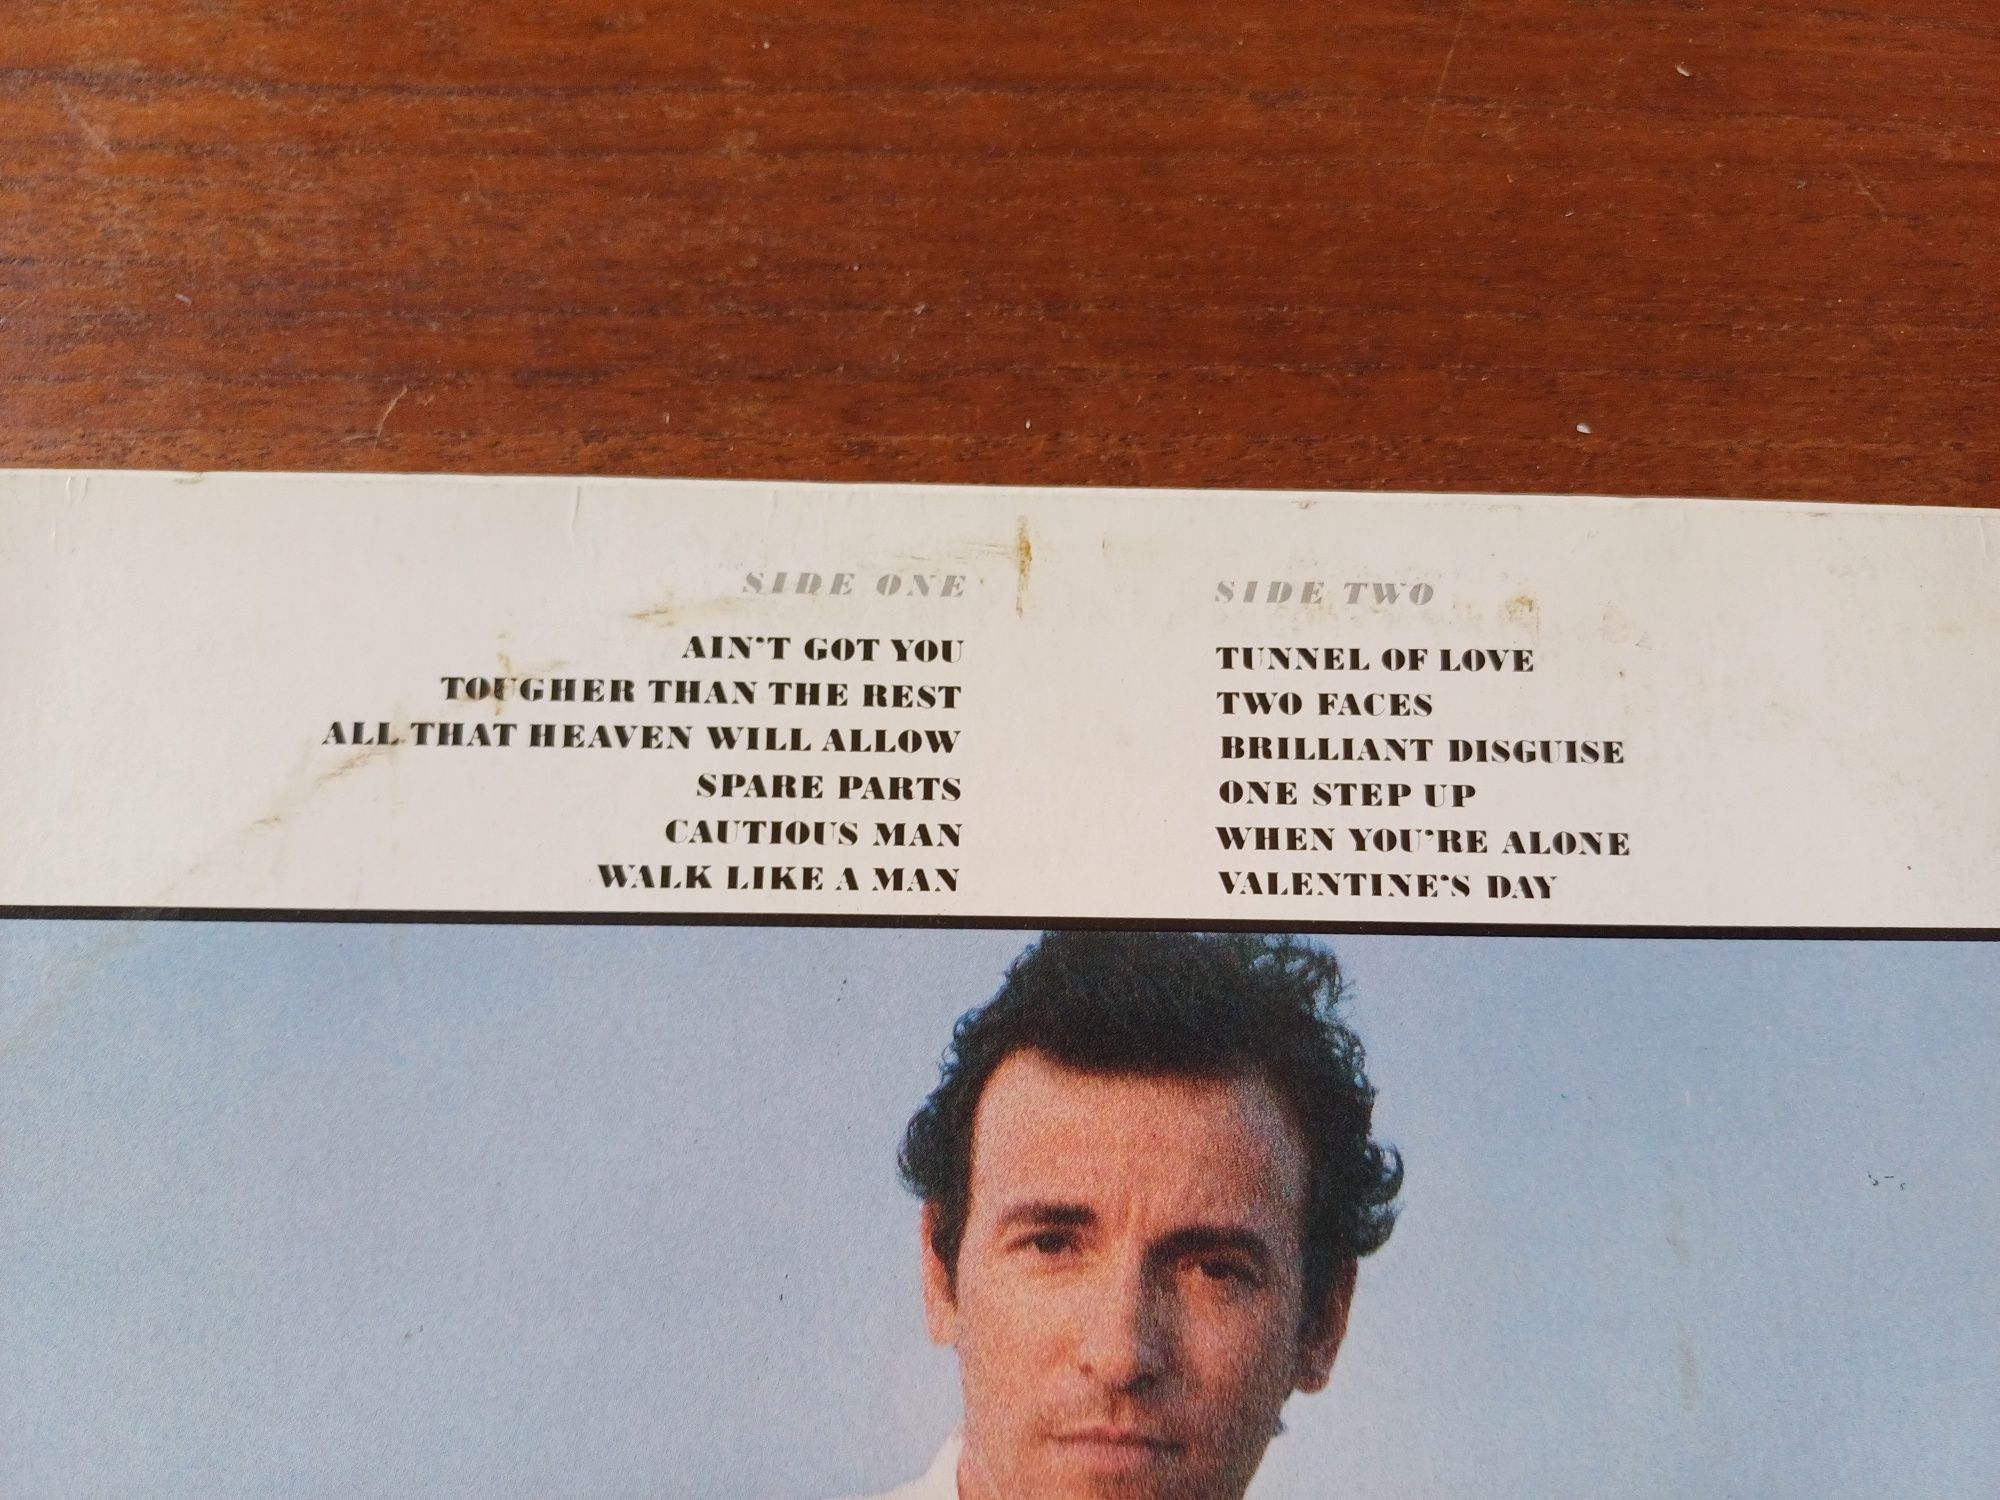 SIDE ONE
AIN'T GOT YOU
TOUGHER THAN THE REST
ALL THAT HEAVEN WILL ALLOW
SPARE PARTS
CAUTIOUS MAN
WALK LIKE A MAN
SIDE TWO
TUNNEL OF LOVE
TWO FACES
BRILLIANT DISGUISE
ONE STEP UP
WHEN YOU'RE ALONE
VALENTINE'S DAY